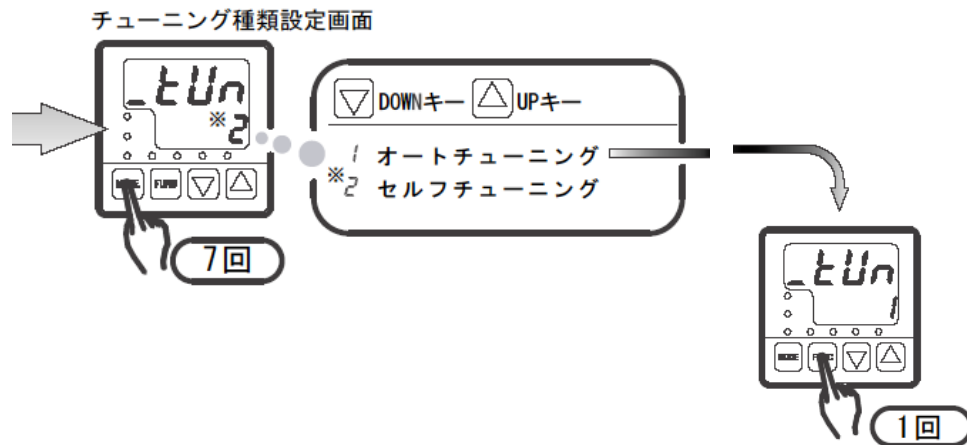 チューニング種類設定画面
_tUn
※2
MODE FUNC
7回
DOWNキー UPキー
1 オートチューニング
※2 セルフチューニング
_tUn
1
MODE FUNC
1回